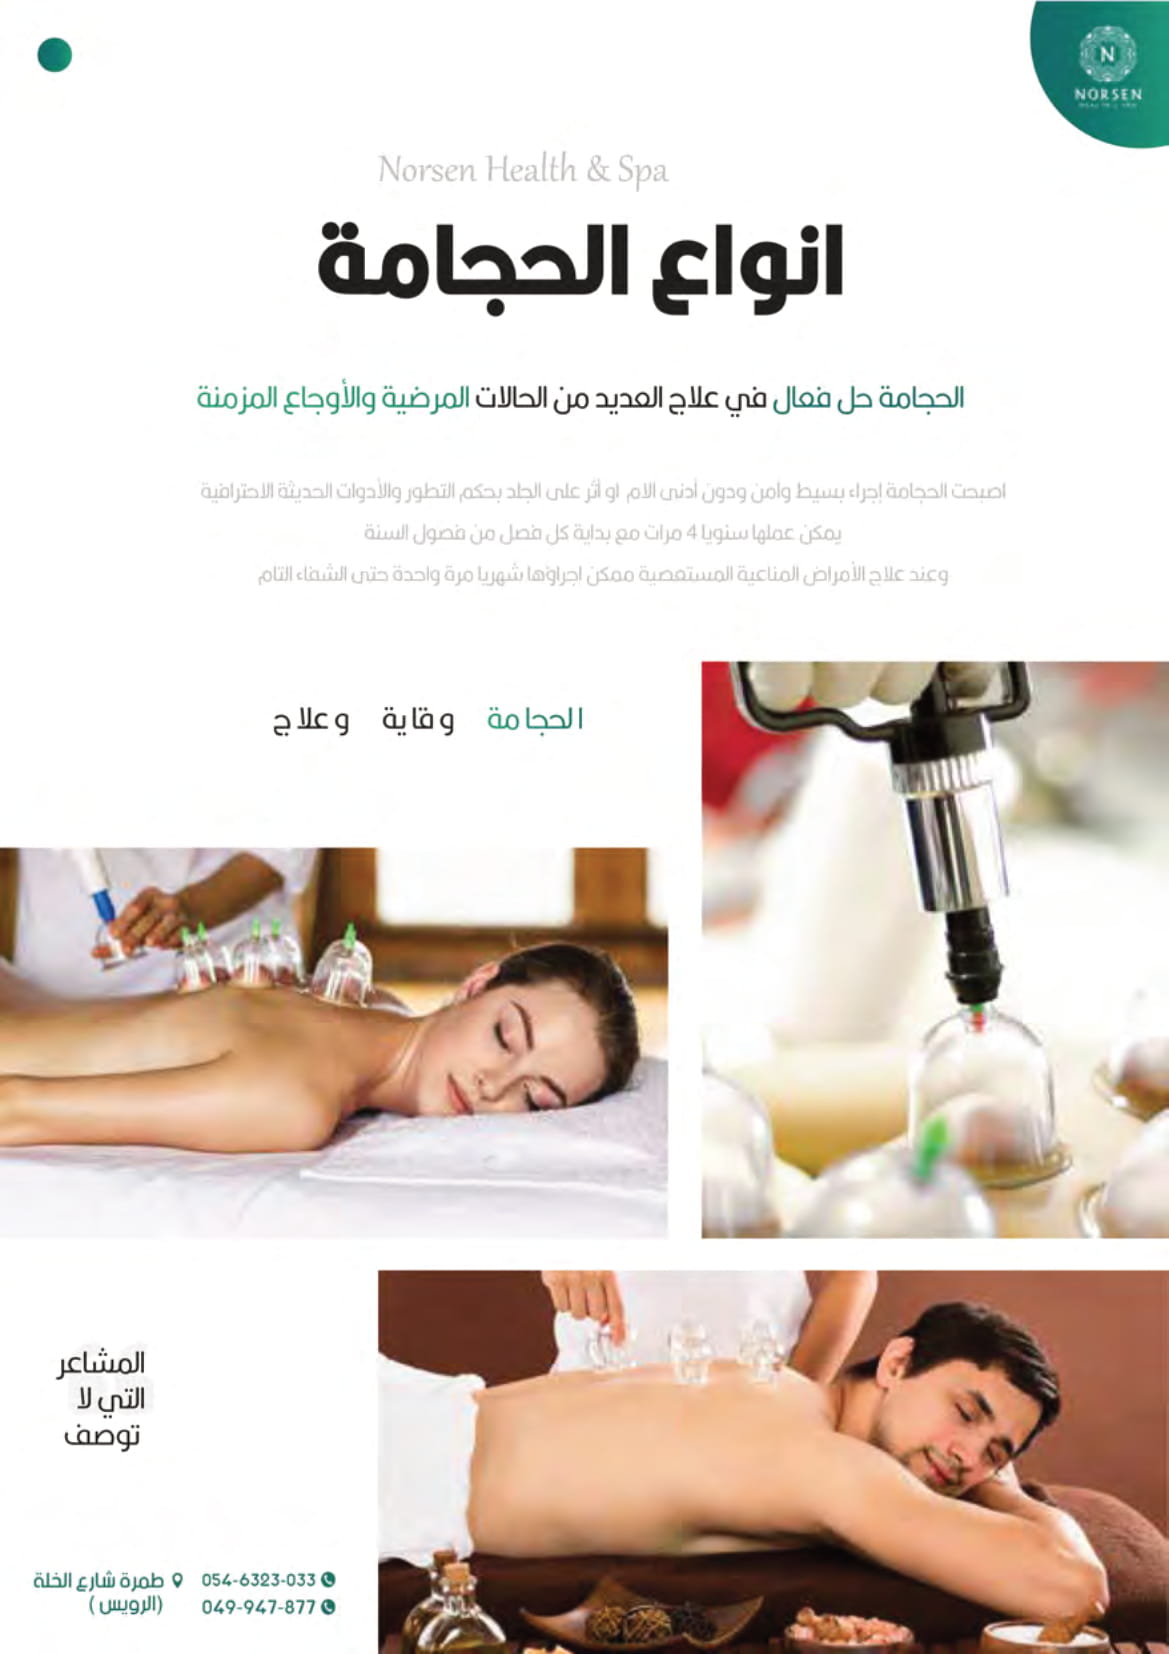 NORSEN
Norsen Health & Spa
انواع الحجامة
الحجامة حل فعال في علاج العديد من الحالات المرضية والأوجاع المزمنة
اصبحت الحجامة إجراء بسيط وآمن ودون أدنى الام او أثر على الجلد بحكم التطور والأدوات الحديثة الاحترافية
يمكن عملها سنويا 4 مرات مع بداية كل فصل من فصول السنة
وعند علاج الأمراض المناعية المستعصية ممكن اجراؤها شهريا مرة واحدة حتى الشفاء التام
الحجامة وقاية وعلاج
المشاعر
التي لا
توصف
054-6323-033
049-947-877
طمرة شارع الخلة
(الرويس )